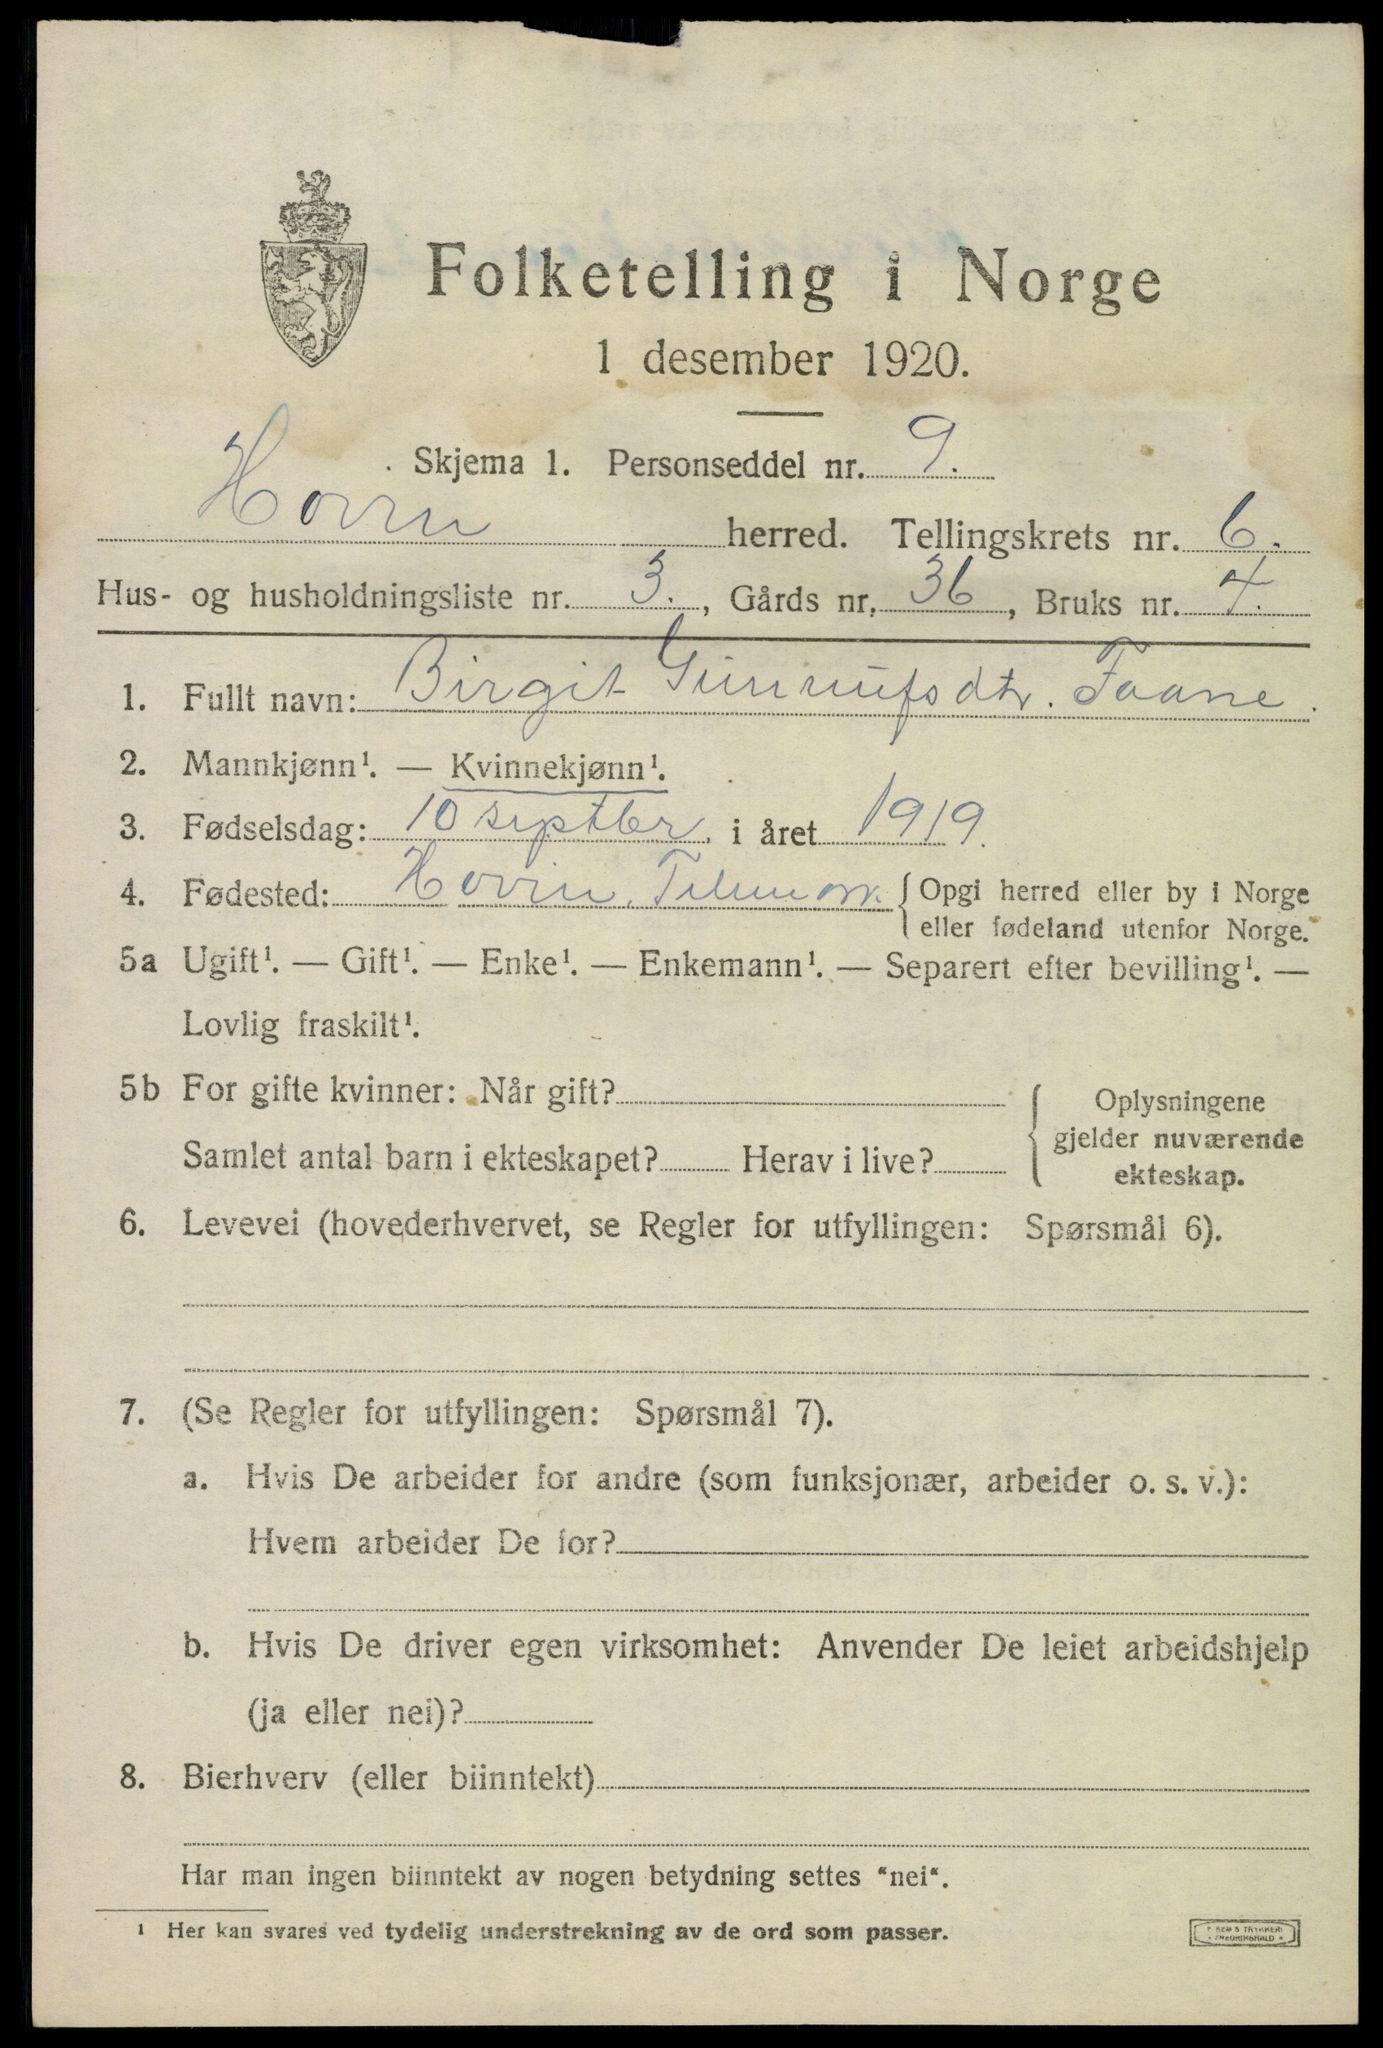 Folketelling i Norge
1 desember 1920.
Skjema 1. Personseddel nr. 9.
Hovin herred. Tellingskrets nr. 6.
Hus- og husholdningsliste nr. 3., Gårds nr. 36, Bruks nr. 4.
1. Fullt navn: Birgit Gunnufsdtr. Faane.
2. Mannkjønn¹. — Kvinnekjønn¹.
3. Fødselsdag: 10 septbr. i året 1919.
4. Fødested: Hovin, Telemark. { Opgi herred eller by i Norge
eller fødeland utenfor Norge.
5a Ugift¹. — Gift¹. — Enke¹. — Enkemann¹. — Separert efter bevilling¹. —
Lovlig fraskilt¹.
5b For gifte kvinner: Når gift?
Samlet antal barn i ekteskapet? Herav i live?
{ Oplysningene
gjelder nuværende
ekteskap.
6. Levevei (hovederhvervet, se Regler for utfyllingen: Spørsmål 6).
7. (Se Regler for utfyllingen: Spørsmål 7).
a. Hvis De arbeider for andre (som funksjonær, arbeider o. s. v.):
Hvem arbeider De for?
b. Hvis De driver egen virksomhet: Anvender De leiet arbeidshjelp
(ja eller nei)?
8. Bierhverv (eller biinntekt)
Har man ingen biinntekt av nogen betydning settes “nei“.
¹ Her kan svares ved tydelig understrekning av de ord som passer.
TRYKKERI
FREDRIKSHALD